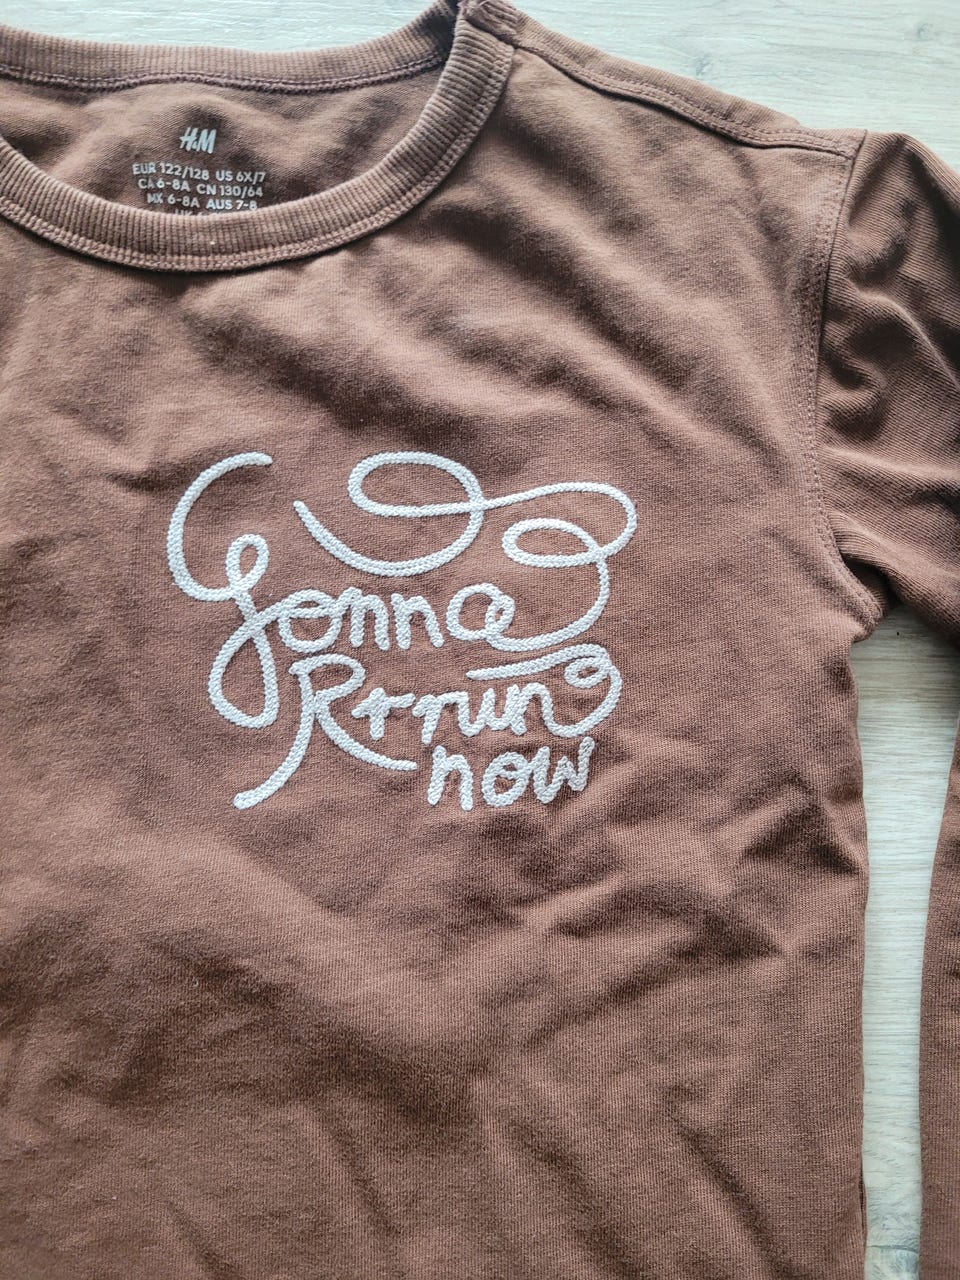 H&M
EUR 122/128 US 6X/7
CA 6-8A CN 130/64
MX 6-8A AUS 7-8
Gonna
Rrrrun
now